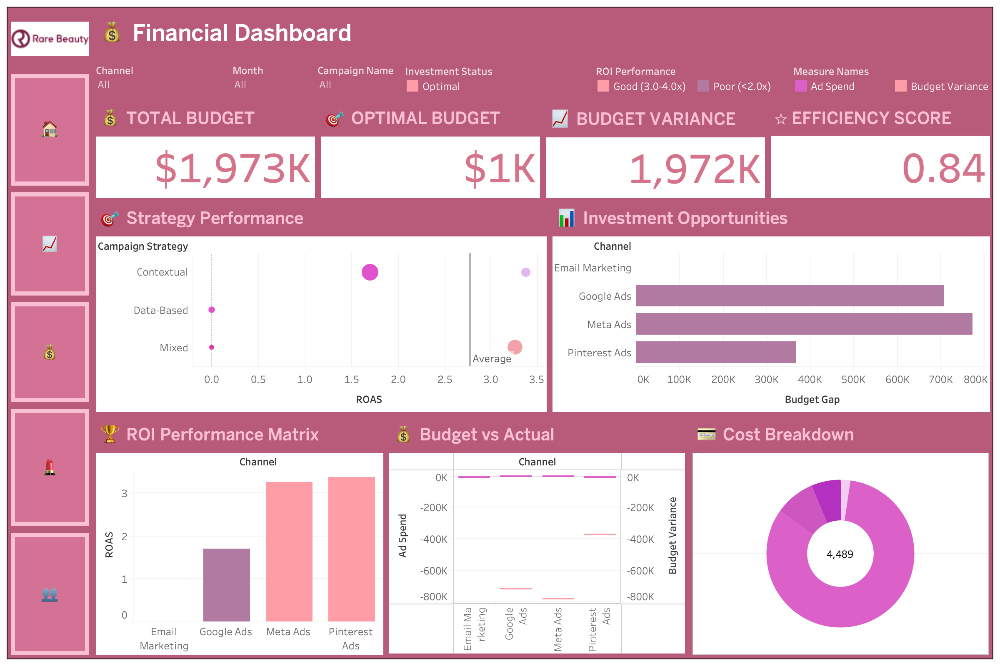 Rare Beauty
Financial Dashboard
Channel
All
Month
All
Campaign Name
All
Investment Status
Optimal
ROI Performance
Good (3.0-4.0x) Poor (<2.0x)
Measure Names
Ad Spend Budget Variance
TOTAL BUDGET
$1,973K
OPTIMAL BUDGET
$1K
BUDGET VARIANCE
1,972K
☆ EFFICIENCY SCORE
0.84
Strategy Performance
Campaign Strategy
Contextual
Data-Based
Mixed
Average
0.0 0.5 1.0 1.5 2.0 2.5 3.0 3.5
ROAS
Investment Opportunities
Channel
Email Marketing
Google Ads
Meta Ads
Pinterest Ads
0K 100K 200K 300K 400K 500K 600K 700K 800K
Budget Gap
ROI Performance Matrix
Channel
ROAS
3
2
1
0
Email
Marketing
Google Ads
Meta Ads
Pinterest
Ads
Budget vs Actual
Channel
Ad Spend
0K
-200K
-400K
-600K
-800K
0K
-200K
-400K
-600K
-800K
Budget Variance
Email Ma
rketing
Google
Ads
Meta Ads
Pinterest
Ads
Cost Breakdown
4,489